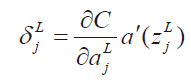 δ_j^L = ∂C/∂a_j^L a′(z_j^L)